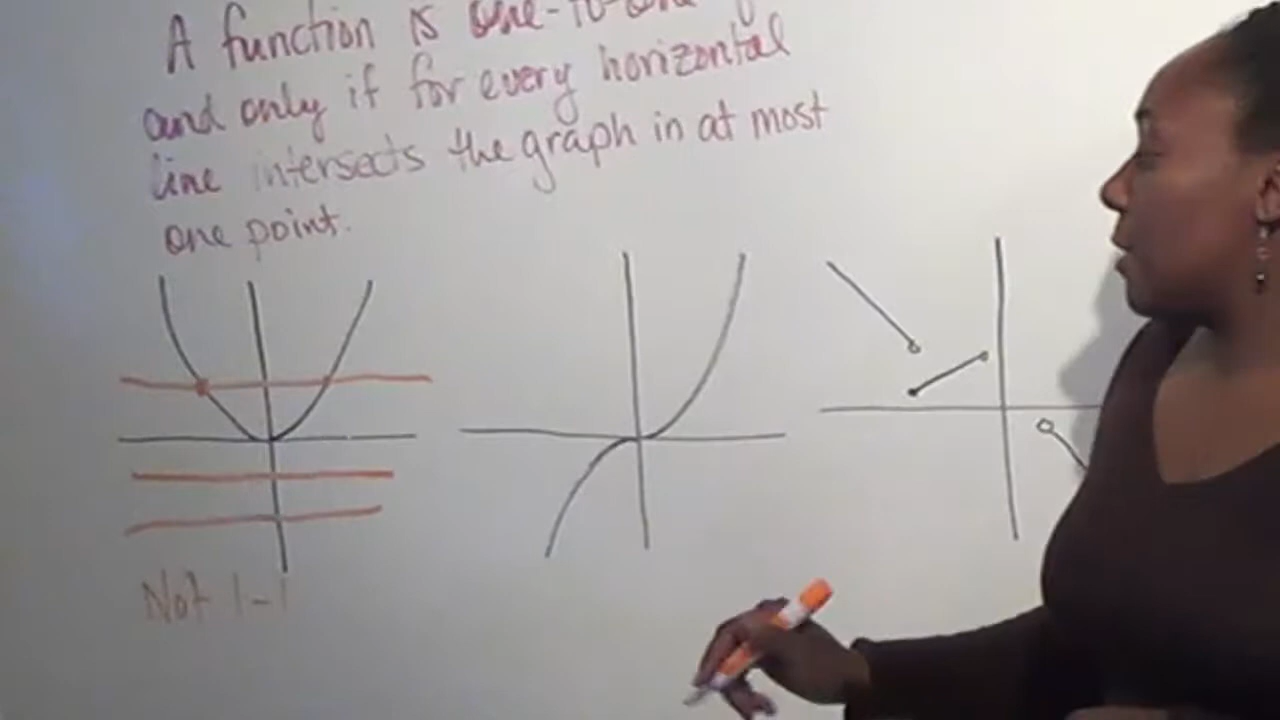 A function is one-to-one
and only if for every horizontal
line intersects the graph in at most
one point.
Not 1-1